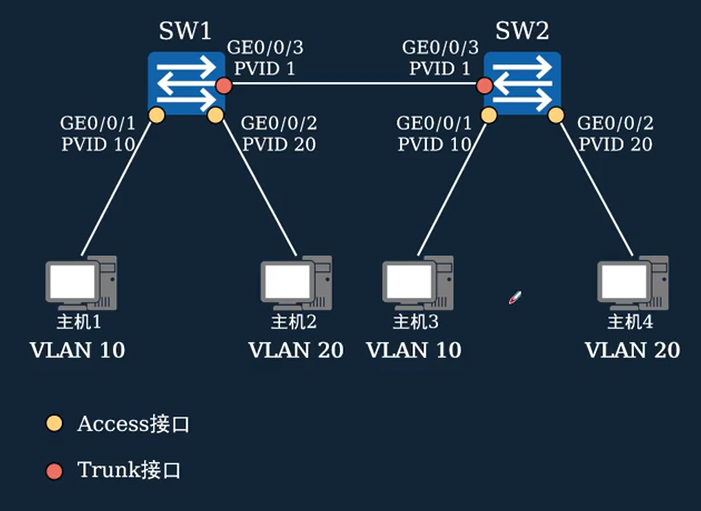 SW1
SW2
GE0/0/3
PVID 1
GE0/0/3
PVID 1
GE0/0/1
PVID 10
GE0/0/2
PVID 20
GE0/0/1
PVID 10
GE0/0/2
PVID 20
主机1
VLAN 10
主机2
VLAN 20
主机3
VLAN 10
主机4
VLAN 20
Access接口
Trunk接口